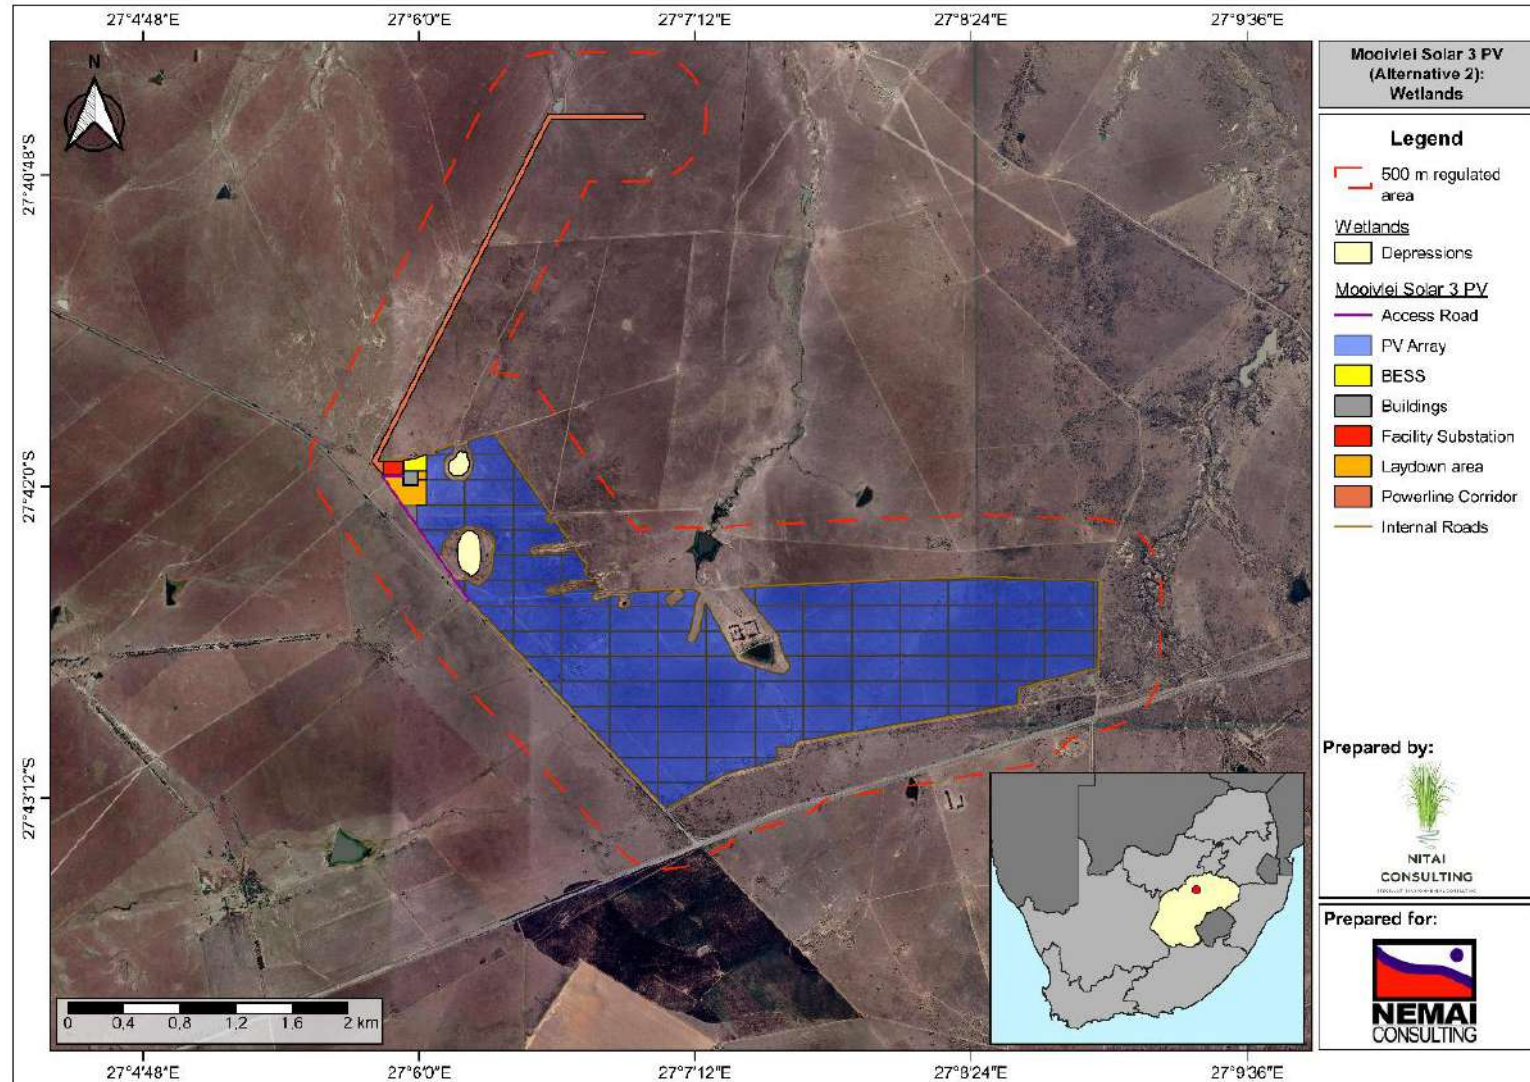 27°4'48"E 27°6'0"E 27°7'12"E 27°8'24"E 27°9'36"E
N
27°40'48"S
27°42'0"S
27°43'12"S
0 0,4 0,8 1,2 1,6 2 km
27°4'48"E 27°6'0"E 27°7'12"E 27°8'24"E 27°9'36"E
Mooivlei Solar 3 PV
(Alternative 2):
Wetlands
Legend
500 m regulated
area
Wetlands
Depressions
Mooivlei Solar 3 PV
Access Road
PV Array
BESS
Buildings
Facility Substation
Laydown area
Powerline Corridor
Internal Roads
Prepared by:
NITAI
CONSULTING
Prepared for:
NEMAI
CONSULTING